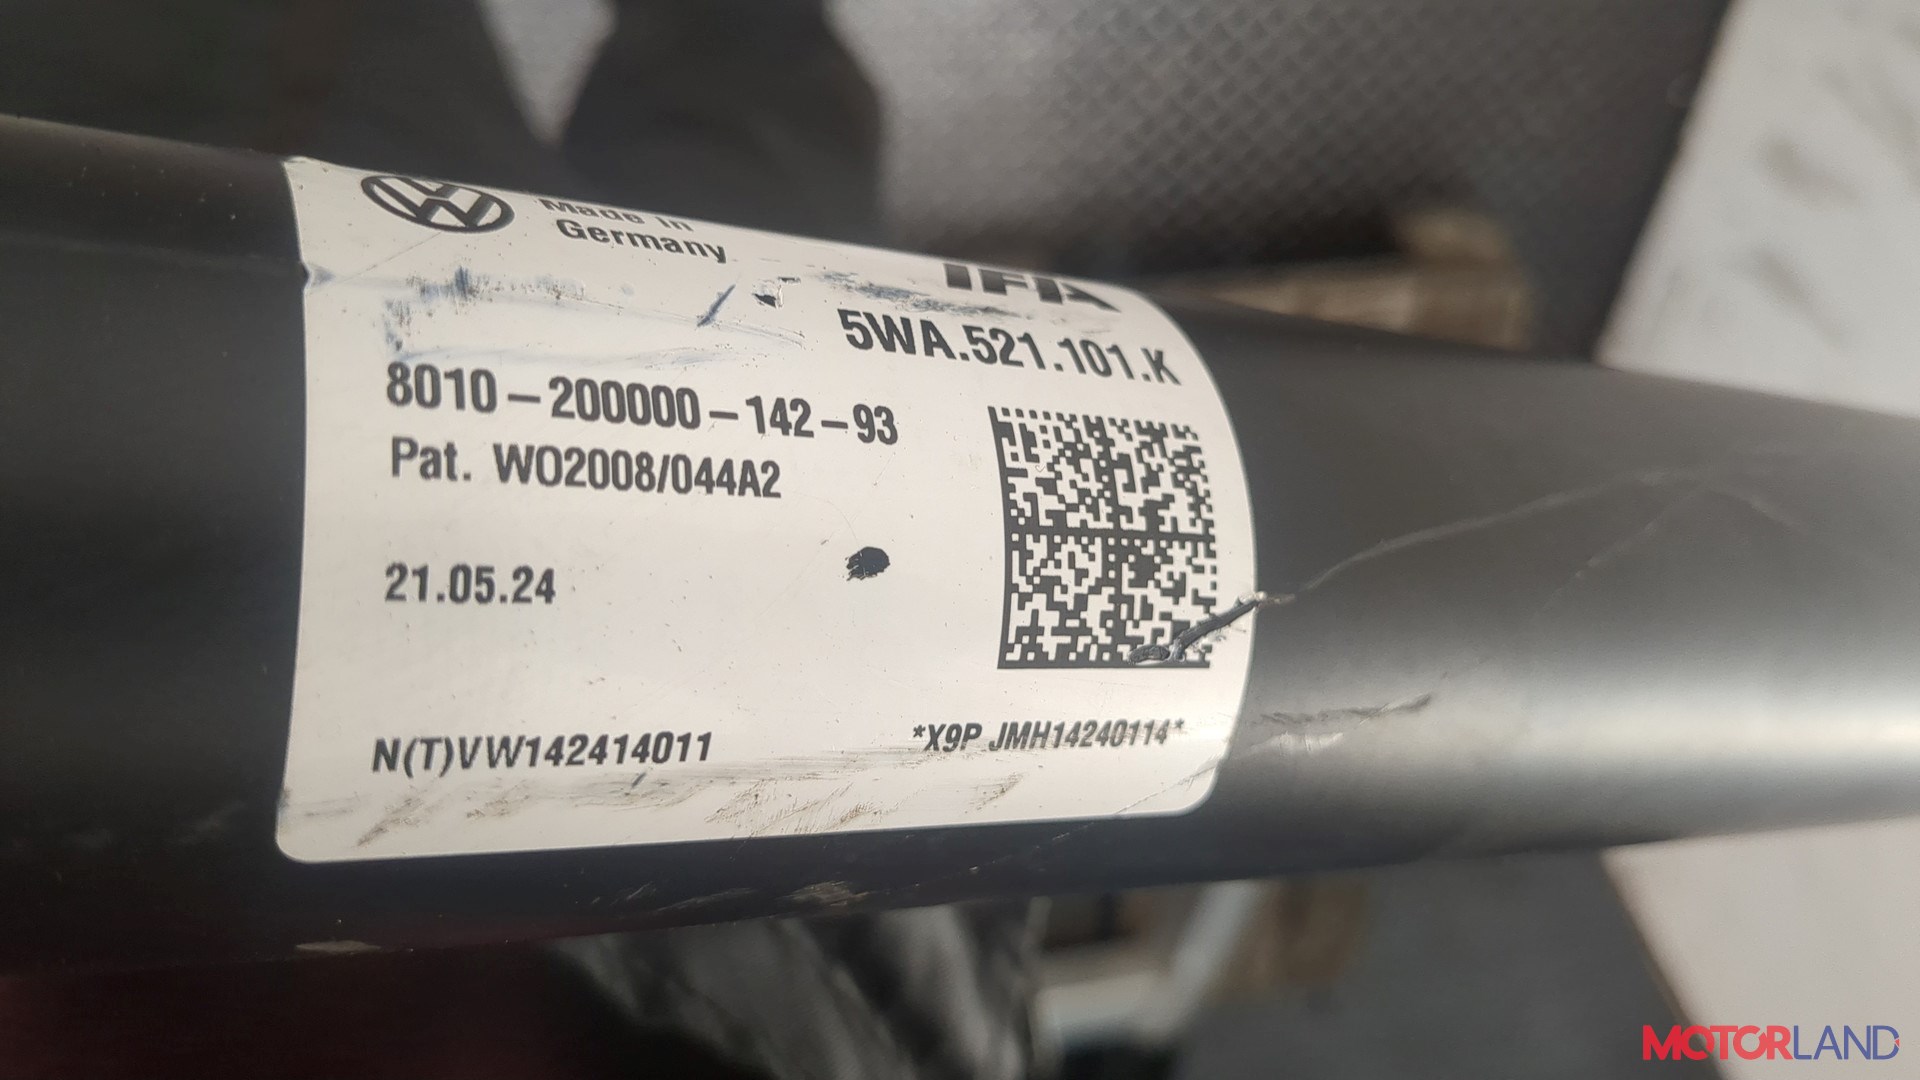 Made in
Germany
IFA
5WA.521.101.K
8010-200000-142-93
Pat. WO2008/044A2
21.05.24
N(T)VW142414011
*X9P JMH14240114*
MOTORLAND